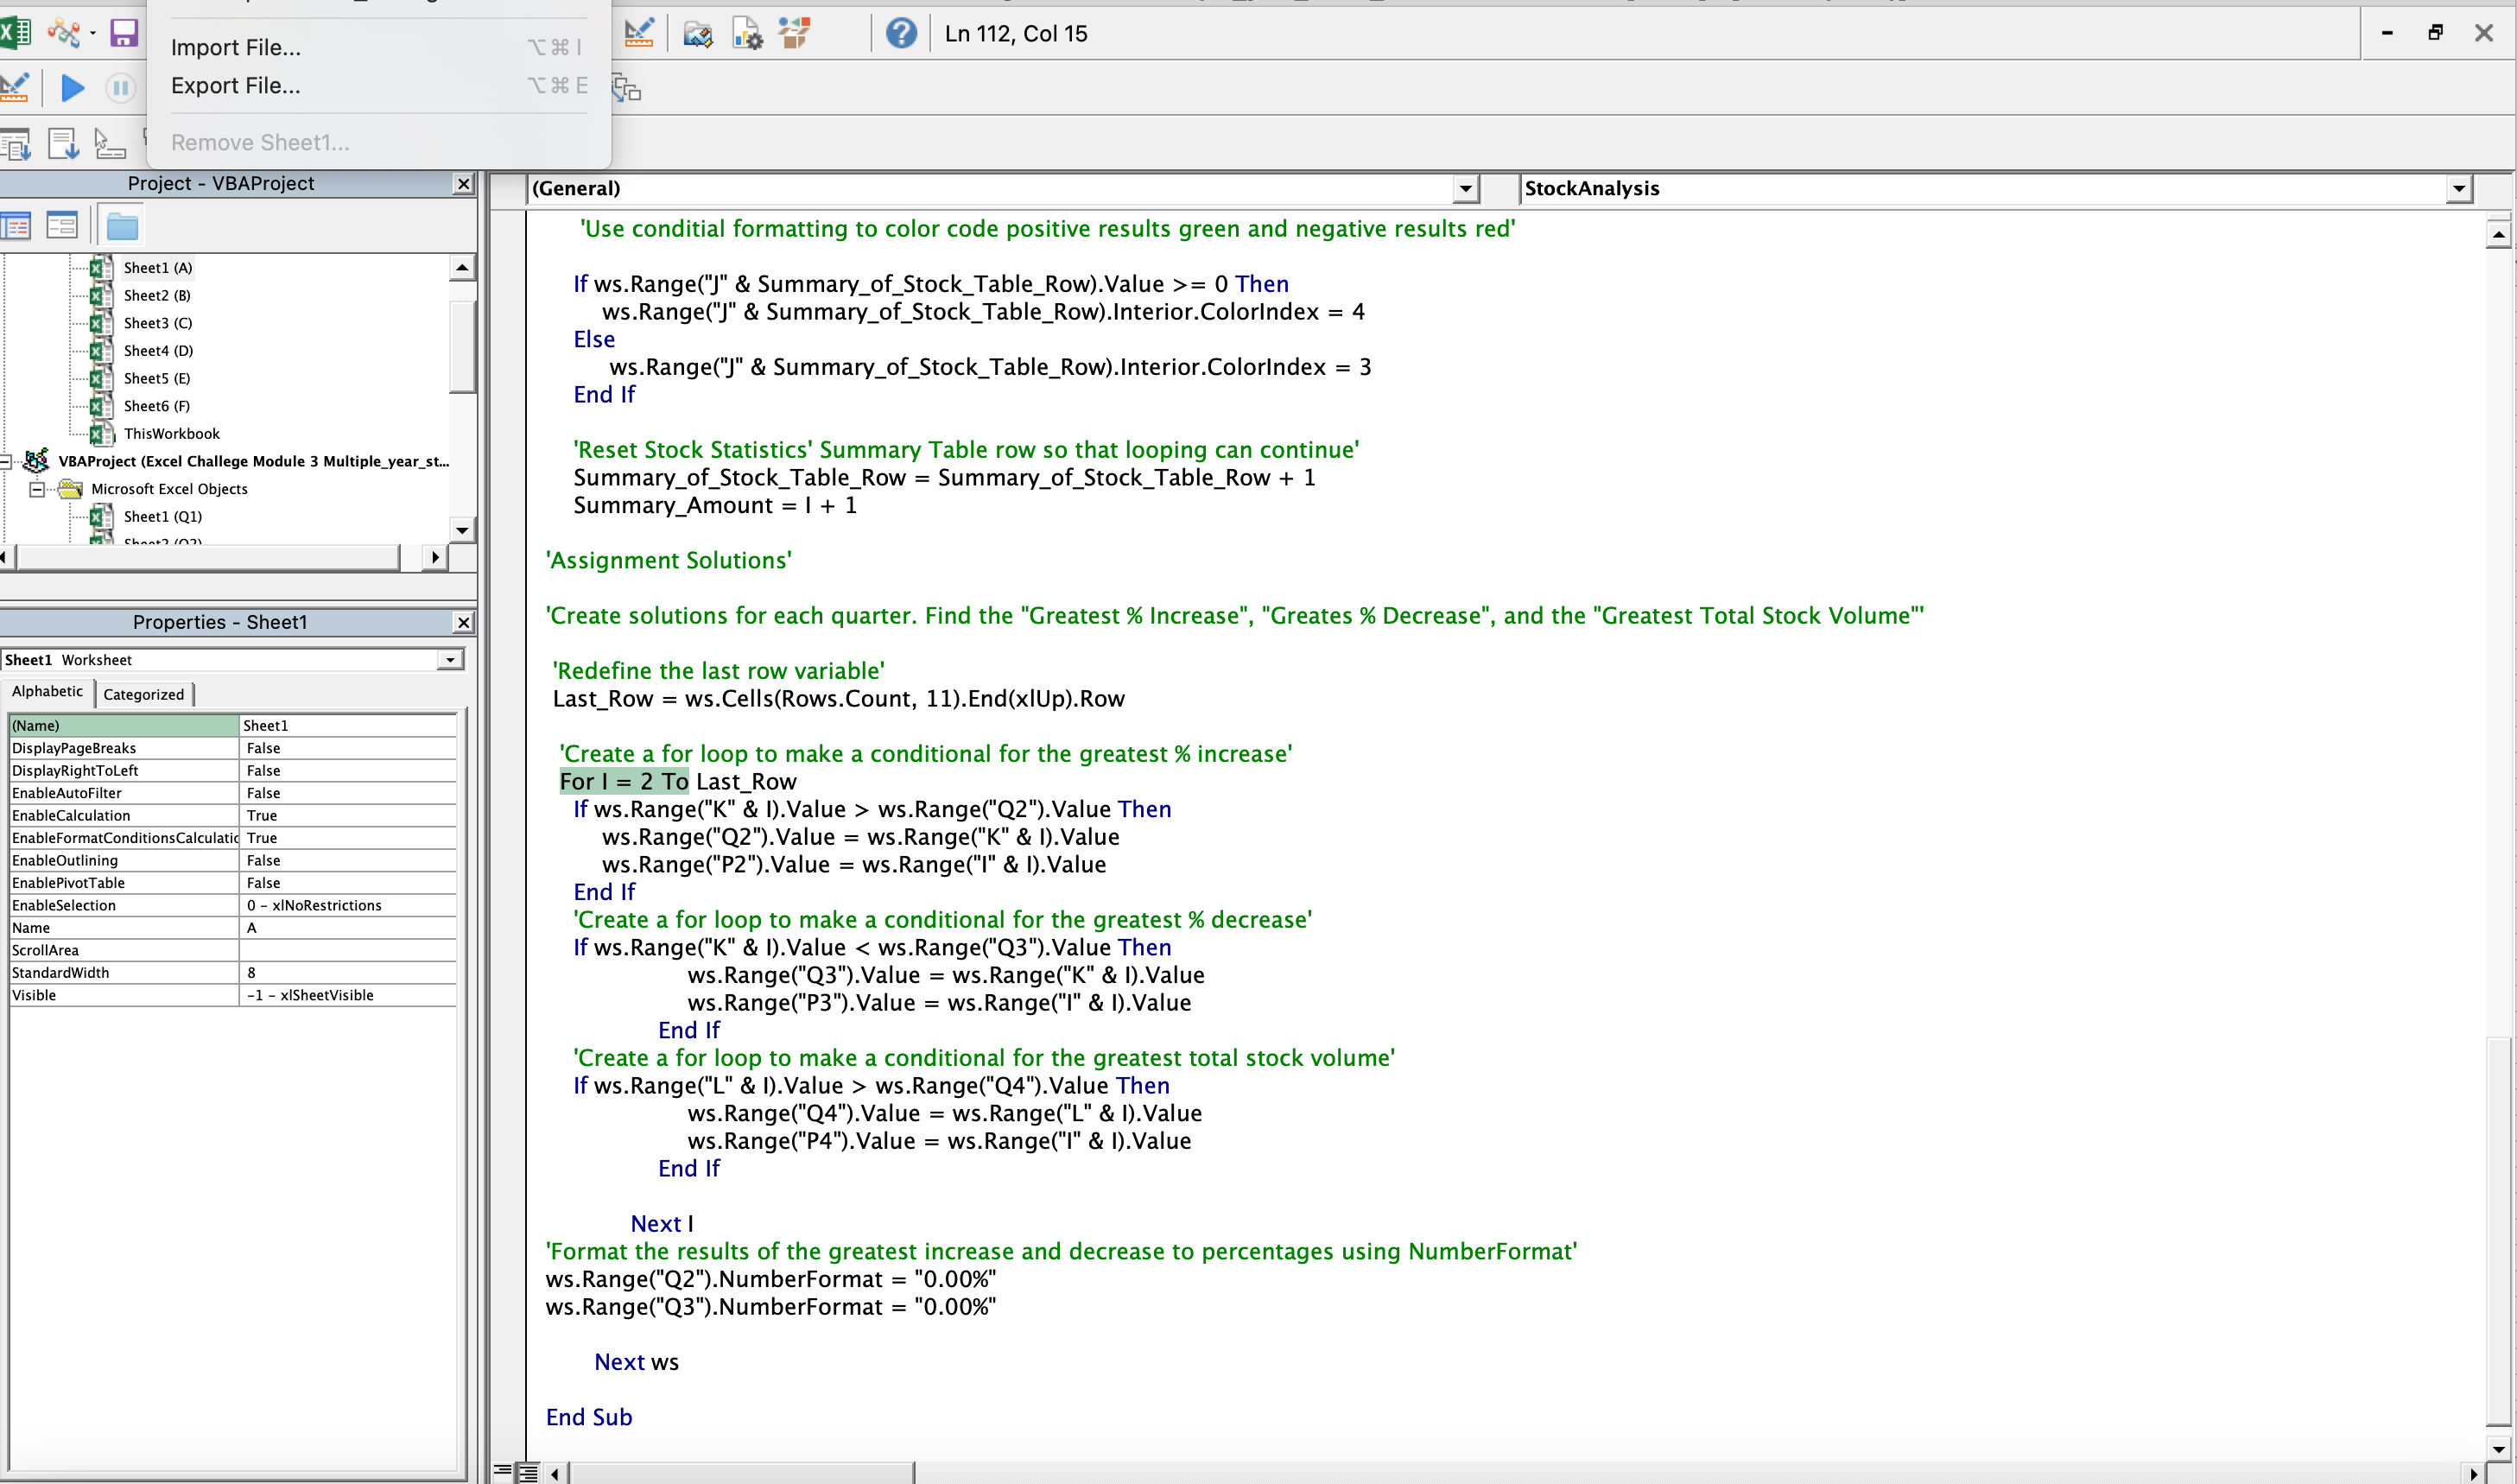 Ln 112, Col 15
Import File... ⌥⌘I
Export File... ⌥⌘E
Remove Sheet1...
Project - VBAProject
Sheet1 (A)
Sheet2 (B)
Sheet3 (C)
Sheet4 (D)
Sheet5 (E)
Sheet6 (F)
ThisWorkbook
VBAProject (Excel Challege Module 3 Multiple_year_st...
Microsoft Excel Objects
Sheet1 (Q1)
Sheet2 (Q2)
Properties - Sheet1
Sheet1 Worksheet
Alphabetic Categorized
(Name) Sheet1
DisplayPageBreaks False
DisplayRightToLeft False
EnableAutoFilter False
EnableCalculation True
EnableFormatConditionsCalculatic True
EnableOutlining False
EnablePivotTable False
EnableSelection 0 - xlNoRestrictions
Name A
ScrollArea
StandardWidth 8
Visible -1 - xlSheetVisible
(General) StockAnalysis
'Use conditial formatting to color code positive results green and negative results red'
If ws.Range("J" & Summary_of_Stock_Table_Row).Value >= 0 Then
ws.Range("J" & Summary_of_Stock_Table_Row).Interior.ColorIndex = 4
Else
ws.Range("J" & Summary_of_Stock_Table_Row).Interior.ColorIndex = 3
End If
'Reset Stock Statistics' Summary Table row so that looping can continue'
Summary_of_Stock_Table_Row = Summary_of_Stock_Table_Row + 1
Summary_Amount = I + 1
'Assignment Solutions'
'Create solutions for each quarter. Find the "Greatest % Increase", "Greates % Decrease", and the "Greatest Total Stock Volume"'
'Redefine the last row variable'
Last_Row = ws.Cells(Rows.Count, 11).End(xlUp).Row
'Create a for loop to make a conditional for the greatest % increase'
For I = 2 To Last_Row
If ws.Range("K" & I).Value > ws.Range("Q2").Value Then
ws.Range("Q2").Value = ws.Range("K" & I).Value
ws.Range("P2").Value = ws.Range("I" & I).Value
End If
'Create a for loop to make a conditional for the greatest % decrease'
If ws.Range("K" & I).Value < ws.Range("Q3").Value Then
ws.Range("Q3").Value = ws.Range("K" & I).Value
ws.Range("P3").Value = ws.Range("I" & I).Value
End If
'Create a for loop to make a conditional for the greatest total stock volume'
If ws.Range("L" & I).Value > ws.Range("Q4").Value Then
ws.Range("Q4").Value = ws.Range("L" & I).Value
ws.Range("P4").Value = ws.Range("I" & I).Value
End If
Next I
'Format the results of the greatest increase and decrease to percentages using NumberFormat'
ws.Range("Q2").NumberFormat = "0.00%"
ws.Range("Q3").NumberFormat = "0.00%"
Next ws
End Sub